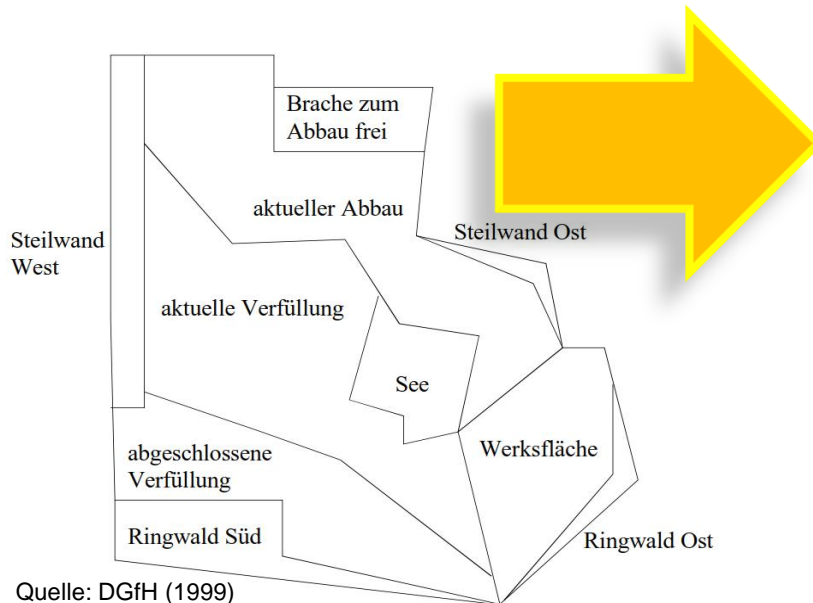 Brache zum
Abbau frei
aktueller Abbau
Steilwand
West
Steilwand Ost
aktuelle Verfüllung
See
abgeschlossene
Verfüllung
Werksfläche
Ringwald Süd
Ringwald Ost
Quelle: DGfH (1999)